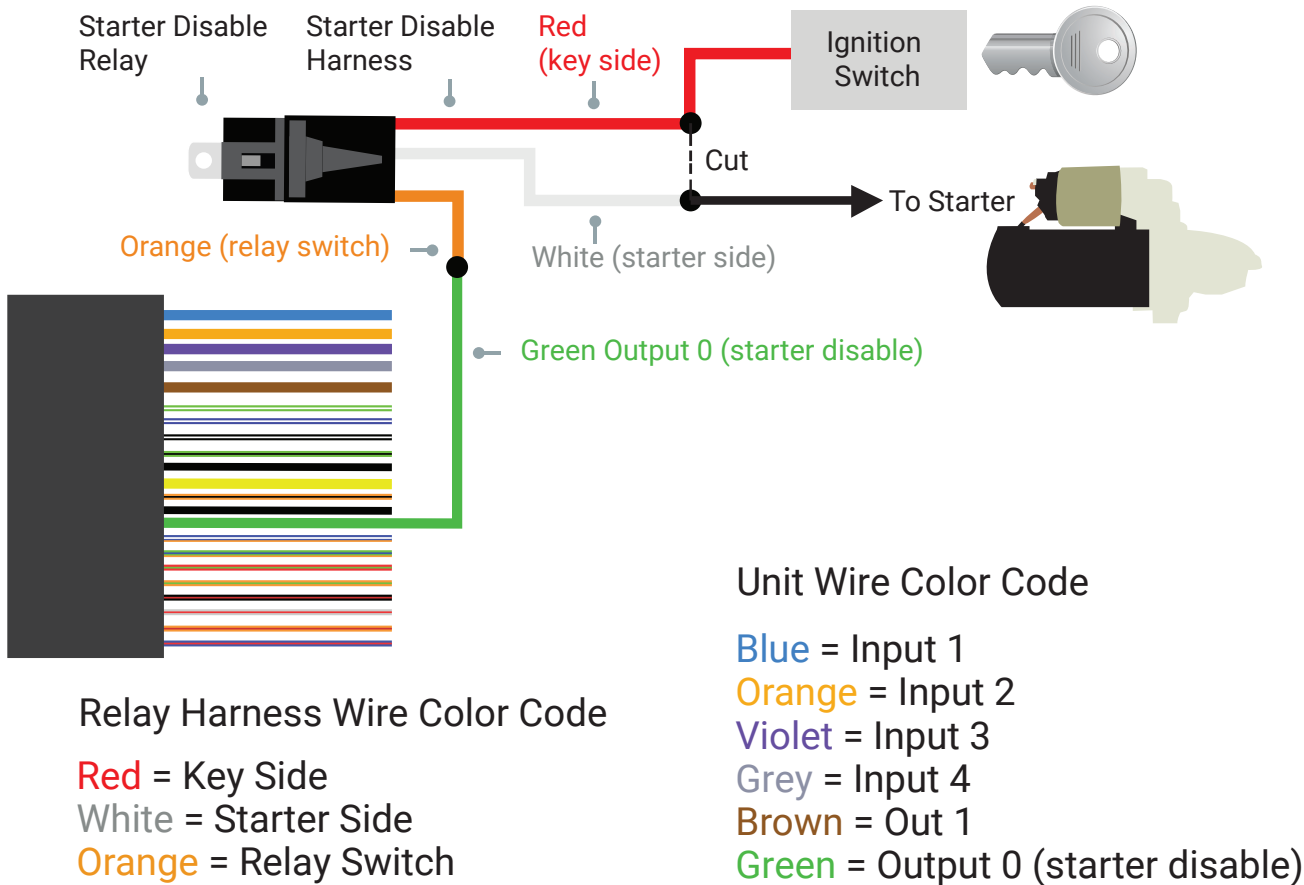 Starter Disable
Relay
Starter Disable
Harness
Red
(key side)
Ignition
Switch
Cut
To Starter
Orange (relay switch)
White (starter side)
Green Output 0 (starter disable)
Unit Wire Color Code
Blue = Input 1
Orange = Input 2
Violet = Input 3
Grey = Input 4
Brown = Out 1
Green = Output 0 (starter disable)
Relay Harness Wire Color Code
Red = Key Side
White = Starter Side
Orange = Relay Switch